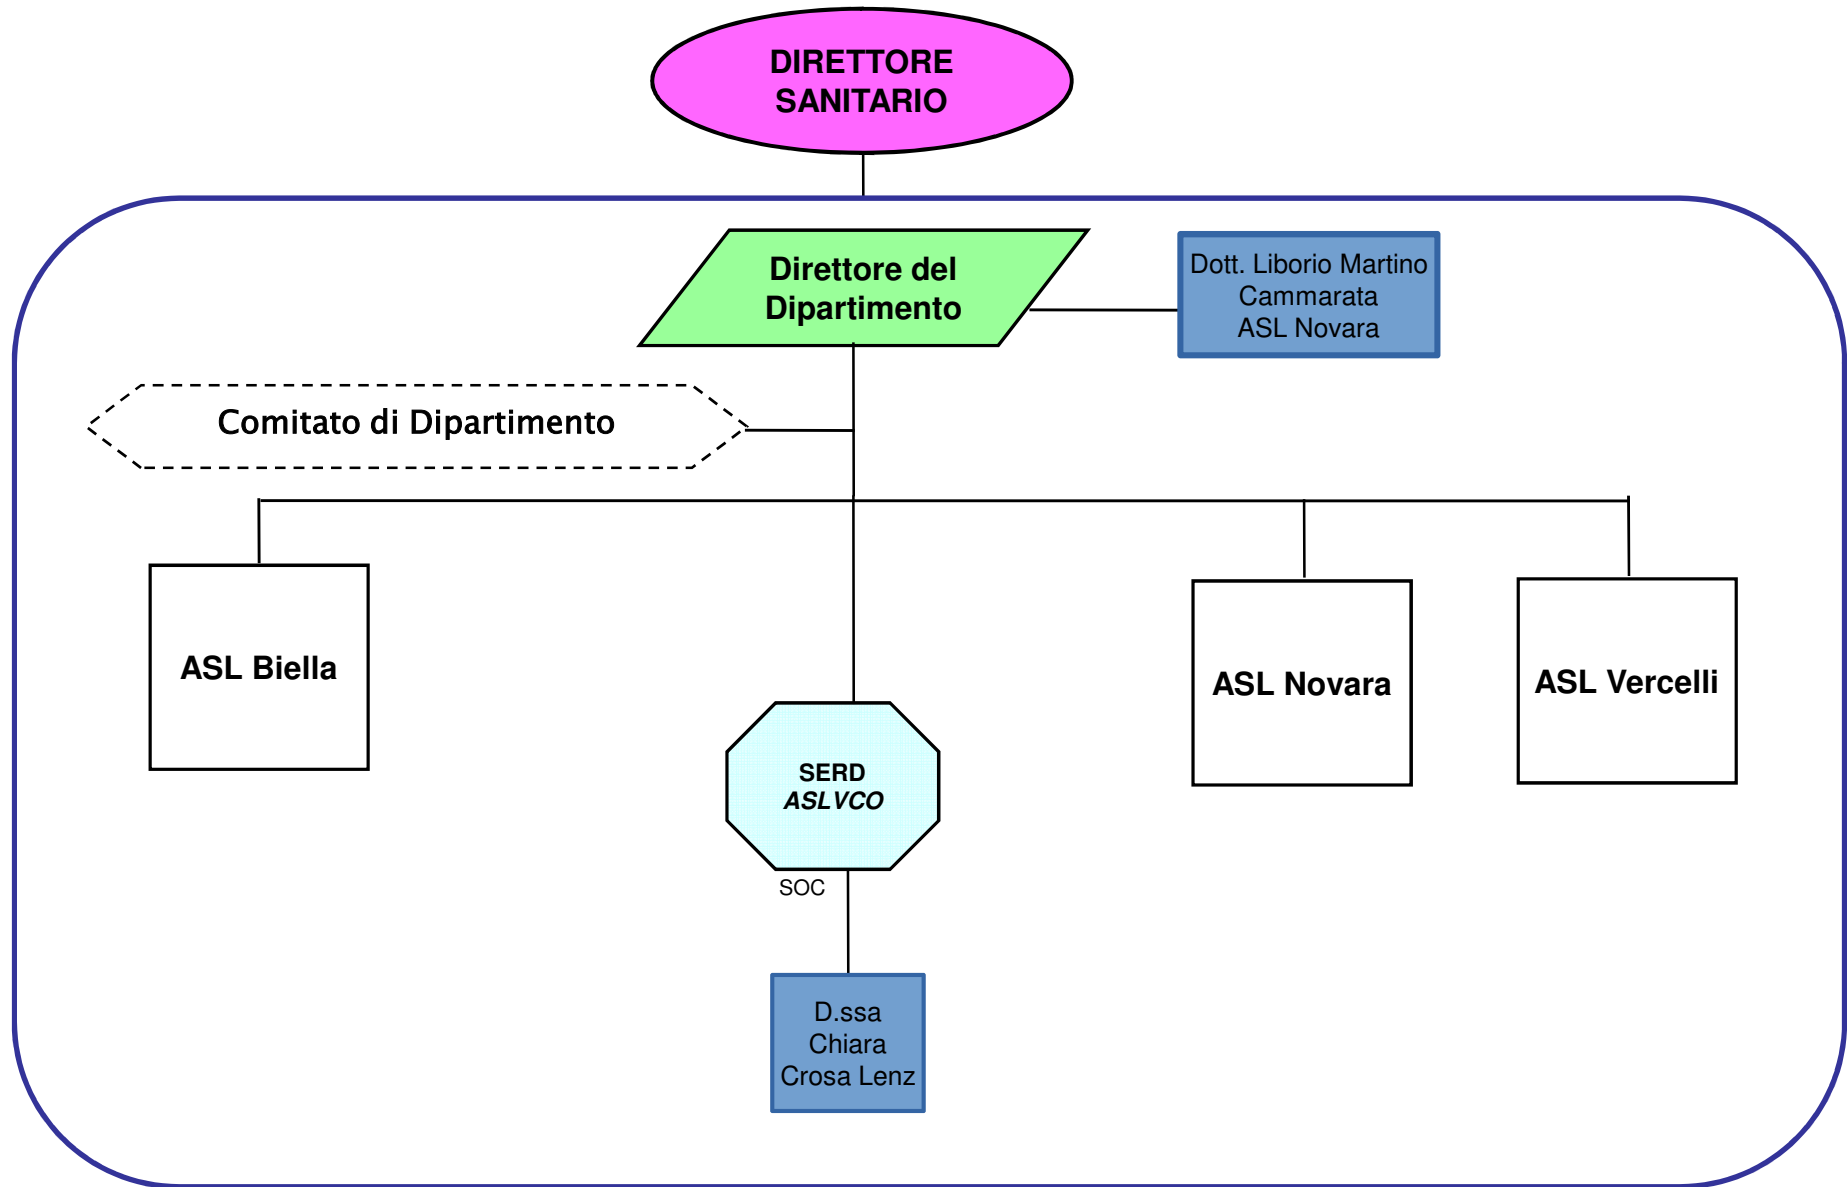 DIRETTORE
SANITARIO
Direttore del
Dipartimento
Dott. Liborio Martino
Cammarata
ASL Novara
Comitato di Dipartimento
ASL Biella
ASL Novara
ASL Vercelli
SERD
ASLVCO
SOC
D.ssa
Chiara
Crosa Lenz